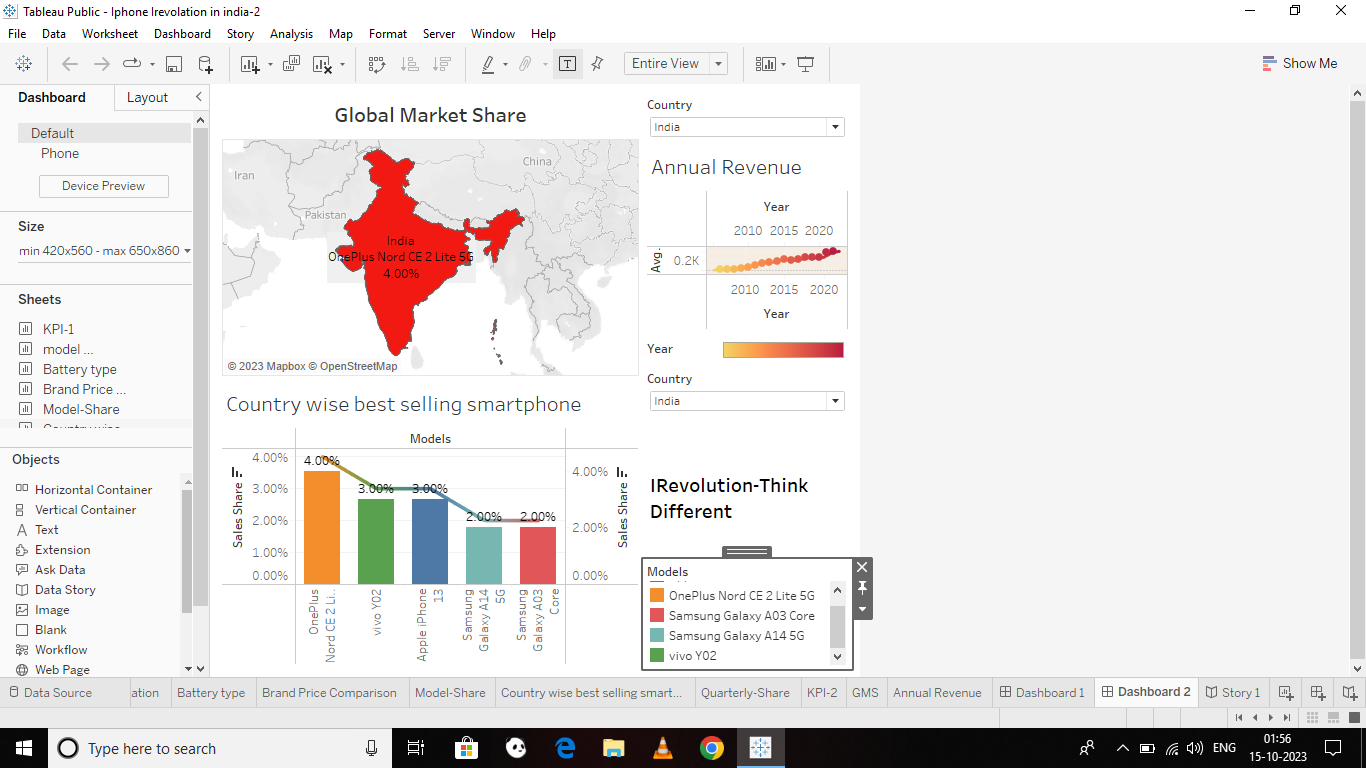 Tableau Public - Iphone Irevolation in india-2
File Data Worksheet Dashboard Story Analysis Map Format Server Window Help
Entire View
Show Me
Dashboard Layout
Default
Phone
Device Preview
Size
min 420x560 - max 650x860
Sheets
KPI-1
model ...
Battery type
Brand Price ...
Model-Share
Objects
Horizontal Container
Vertical Container
Text
Extension
Ask Data
Data Story
Image
Blank
Workflow
Web Page
Global Market Share
Iran
China
Pakistan
India
OnePlus Nord CE 2 Lite 5G
4.00%
© 2023 Mapbox © OpenStreetMap
Country
India
Annual Revenue
Year
2010 2015 2020
Avg.
0.2K
2010 2015 2020
Year
Year
Country
India
Country wise best selling smartphone
Models
Sales Share
4.00%
3.00%
2.00%
1.00%
0.00%
4.00%
3.00%
3.00%
2.00%
2.00%
4.00%
2.00%
0.00%
Sales Share
OnePlus
Nord CE 2 Li..
vivo Y02
Apple iPhone
13
Samsung
Galaxy A14
5G
Samsung
Galaxy A03
Core
IRevolution-Think
Different
Models
OnePlus Nord CE 2 Lite 5G
Samsung Galaxy A03 Core
Samsung Galaxy A14 5G
vivo Y02
Data Source ation Battery type Brand Price Comparison Model-Share Country wise best selling smart... Quarterly-Share KPI-2 GMS Annual Revenue Dashboard 1 Dashboard 2 Story 1
Type here to search
ENG
01:56
15-10-2023